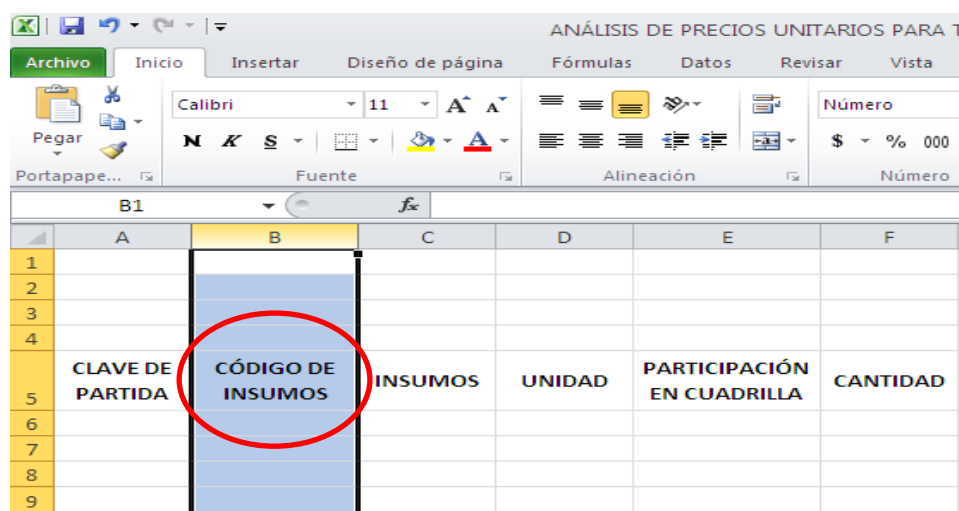 ANÁLISIS DE PRECIOS UNITARIOS PARA
Archivo Inicio Insertar Diseño de página Fórmulas Datos Revisar Vista
Calibri 11 A A Número
Pegar N K S A $ % 000
Portapape... Fuente Alineación Número
B1 fx
A B C D E F
1
2
3
4
5 CLAVE DE PARTIDA CÓDIGO DE INSUMOS INSUMOS UNIDAD PARTICIPACIÓN EN CUADRILLA CANTIDAD
6
7
8
9